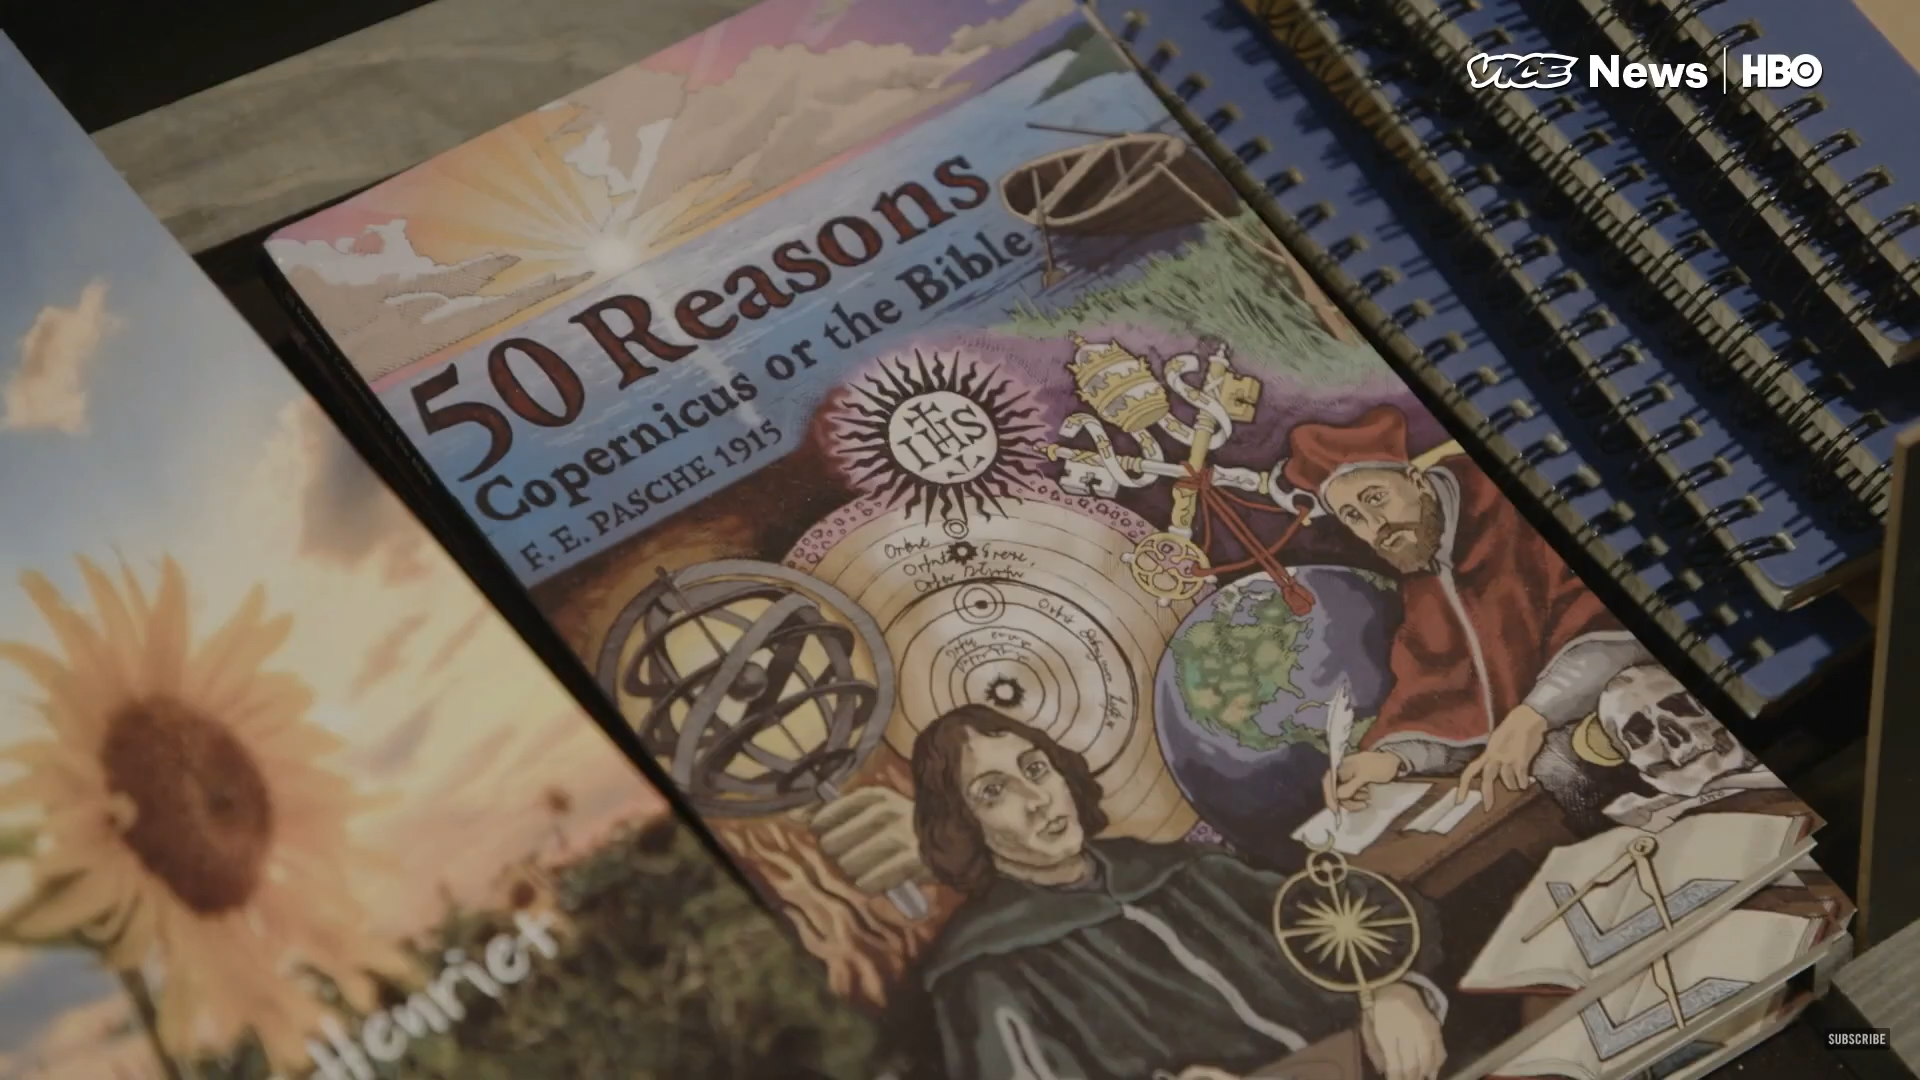 VICE News | HBO
50 Reasons
Copernicus or the Bible
F. E. PASCHE 1915
IHS
Henriet
SUBSCRIBE